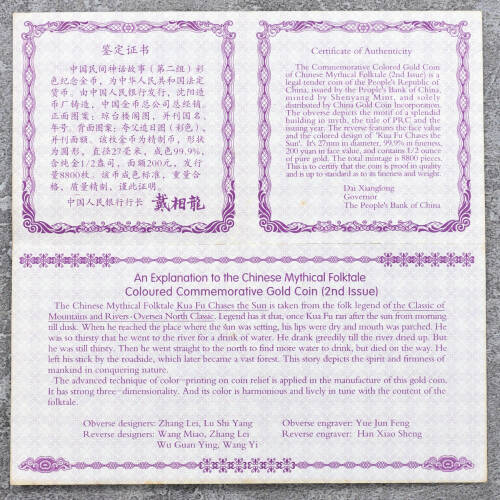 鉴定证书
中国民间神话故事（第二组）彩
色纪念金币，为中华人民共和国法定
货币。由中国人民银行发行，沈阳造
币厂铸造，中国金币总公司总经销。
正面图案：综合楼阁图，并刊国名、
年号。背面图案：夸父追日图（彩色），
并刊面额。该枚金币为精制币，形状
为圆形，直径27毫米，成色99.9%，
含纯金1/2盎司，面额200元，发行
量8800枚。该币成色标准，重量合
格，质量精制，谨此证明。
中国人民银行行长 戴相龍
Certificate of Authenticity
The Commemorative Colored Gold Coin
of Chinese Mythical Folktale (2nd Issue) is a
legal-tender coin of the People's Republic of
China, issued by the People's Bank of China,
minted by Shenyang Mint, and solely
distributed by China Gold Coin Incorporation.
The obverse depicts the motif of a splendid
building in myth, the title of PRC and the
issuing year. The reverse features the face value
and the colored design of "Kua Fu Chases the
Sun". It's 27mm in diameter, 99.9% in fineness,
200 yuan in face value, and contains 1/2 ounce
of pure gold. The total mintage is 8800 pieces.
This is to certify that the coin is proof in quality
and is up to standard as to its fineness and weight.
Dai Xianglong
Governor
The People's Bank of China
An Explanation to the Chinese Mythical Folktale
Coloured Commemorative Gold Coin (2nd Issue)
The Chinese Mythical Folktale Kua Fu Chases the Sun is taken from the folk legend of the Classic of
Mountains and Rivers·Oversea North Classic. Legend has it that, once Kua Fu ran after the sun from morning
till dusk. When he reached the place where the sun was setting, his lips were dry and mouth was parched. He
was so thirsty that he went to the river for a drink of water. He drank greedily till the river dried up. But
he was still thirsty. Then he went straight to the north to find more water to drink, but died on the way. He
left his stick by the roadside, which later became a vast forest. This story depicts the spirit and firmness of
mankind in conquering nature.
The advanced technique of color-printing on coin relief is applied in the manufacture of this gold coin.
It has strong three-dimensionality. And its color is harmonious and lively in tune with the content of the
folktale.
Obverse designers: Zhang Lei, Lu Shi Yang Obverse engraver: Yue Jun Feng
Reverse designers: Wang Miao, Zhang Lei Reverse engraver: Han Xiao Sheng
Wu Guan Ying, Wang Yi